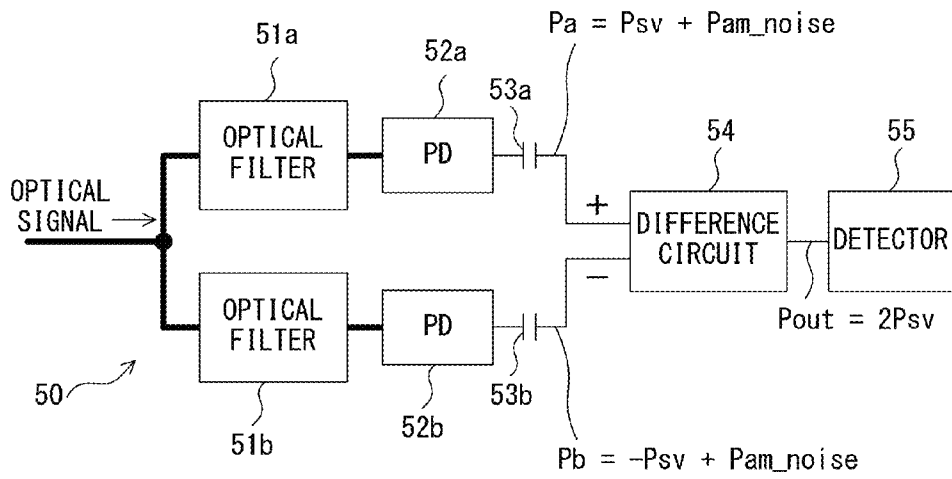 51a
52a
53a
Pa = Psv + Pam_noise
OPTICAL
FILTER
PD
54
55
OPTICAL
SIGNAL
+
DIFFERENCE
CIRCUIT
DETECTOR
−
OPTICAL
FILTER
PD
Pout = 2Psv
50
51b
52b
53b
Pb = -Psv + Pam_noise